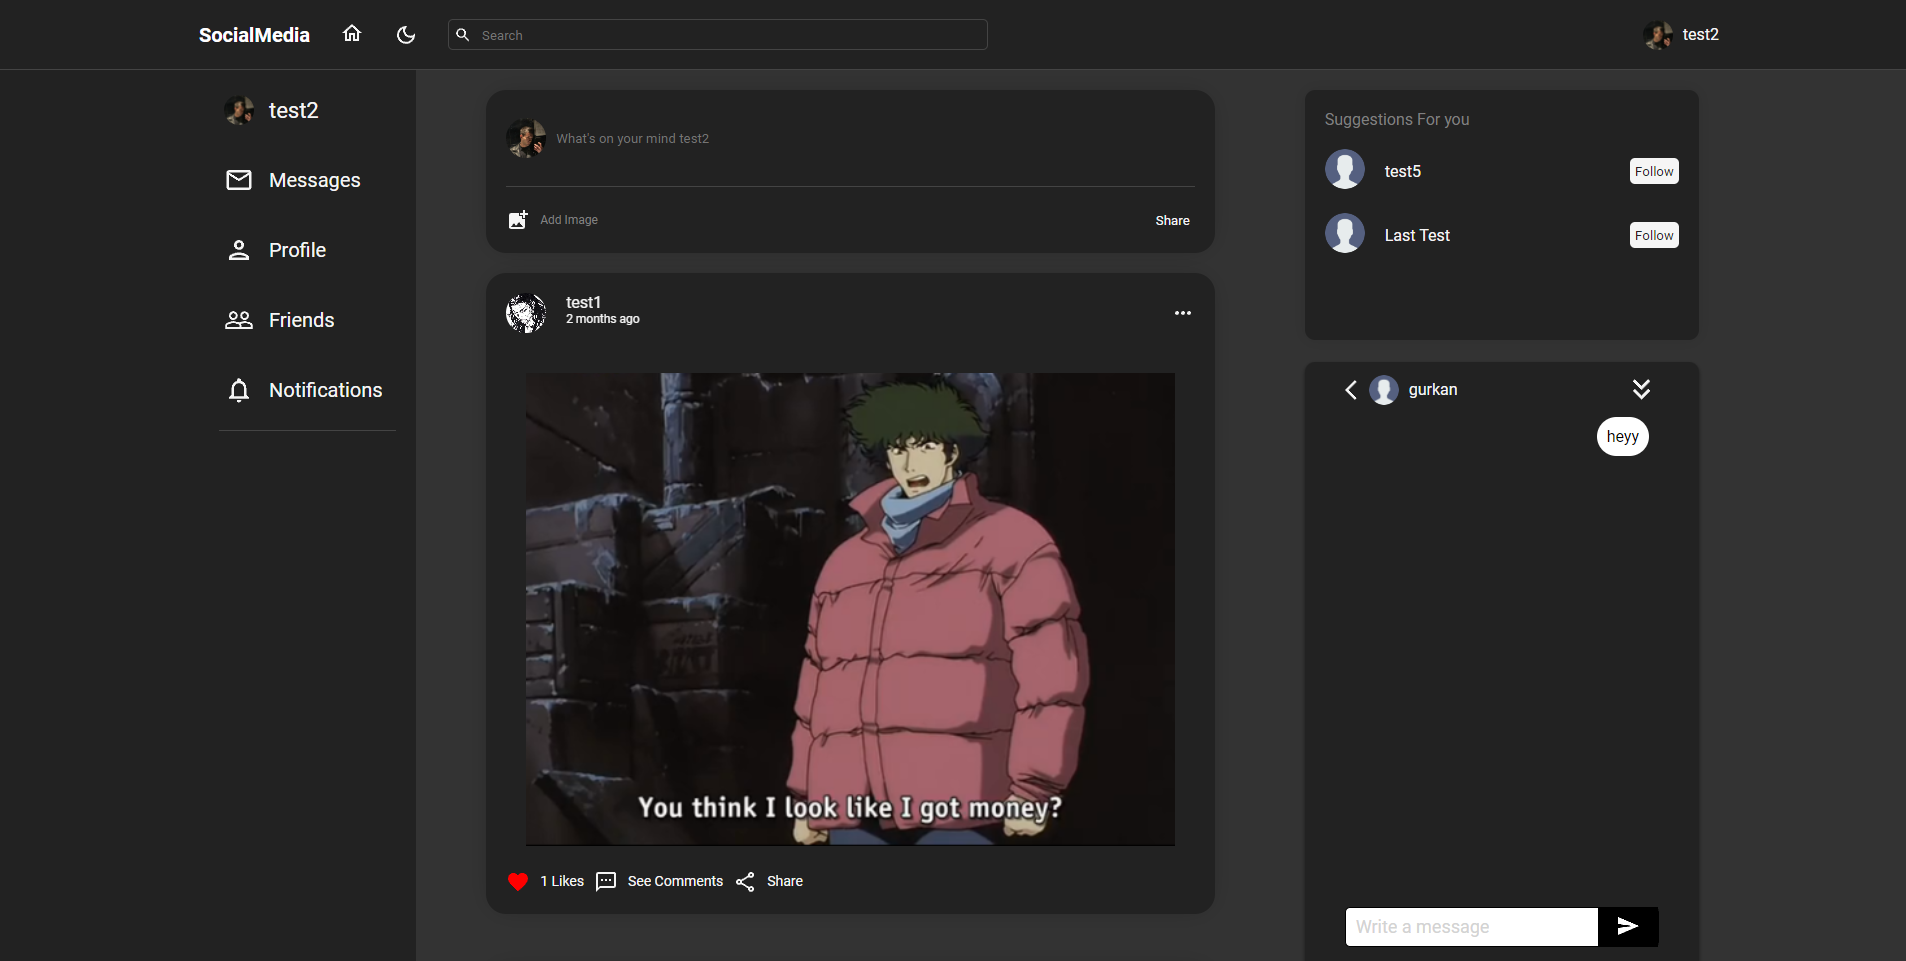 SocialMedia
Search
test2
test2
Messages
Profile
Friends
Notifications
What's on your mind test2
Add Image
Share
test1
2 months ago
You think I look like I got money?
1 Likes
See Comments
Share
Suggestions For you
test5
Follow
Last Test
Follow
gurkan
heyy
Write a message